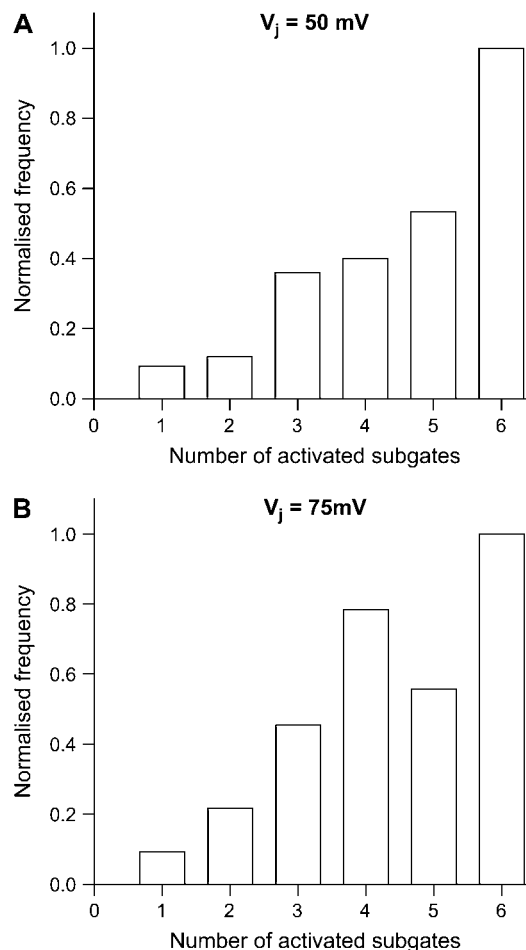 A
V_j = 50 mV
Normalised frequency
1.0
0.8
0.6
0.4
0.2
0.0
0 1 2 3 4 5 6
Number of activated subgates
B
V_j = 75mV
Normalised frequency
1.0
0.8
0.6
0.4
0.2
0.0
0 1 2 3 4 5 6
Number of activated subgates